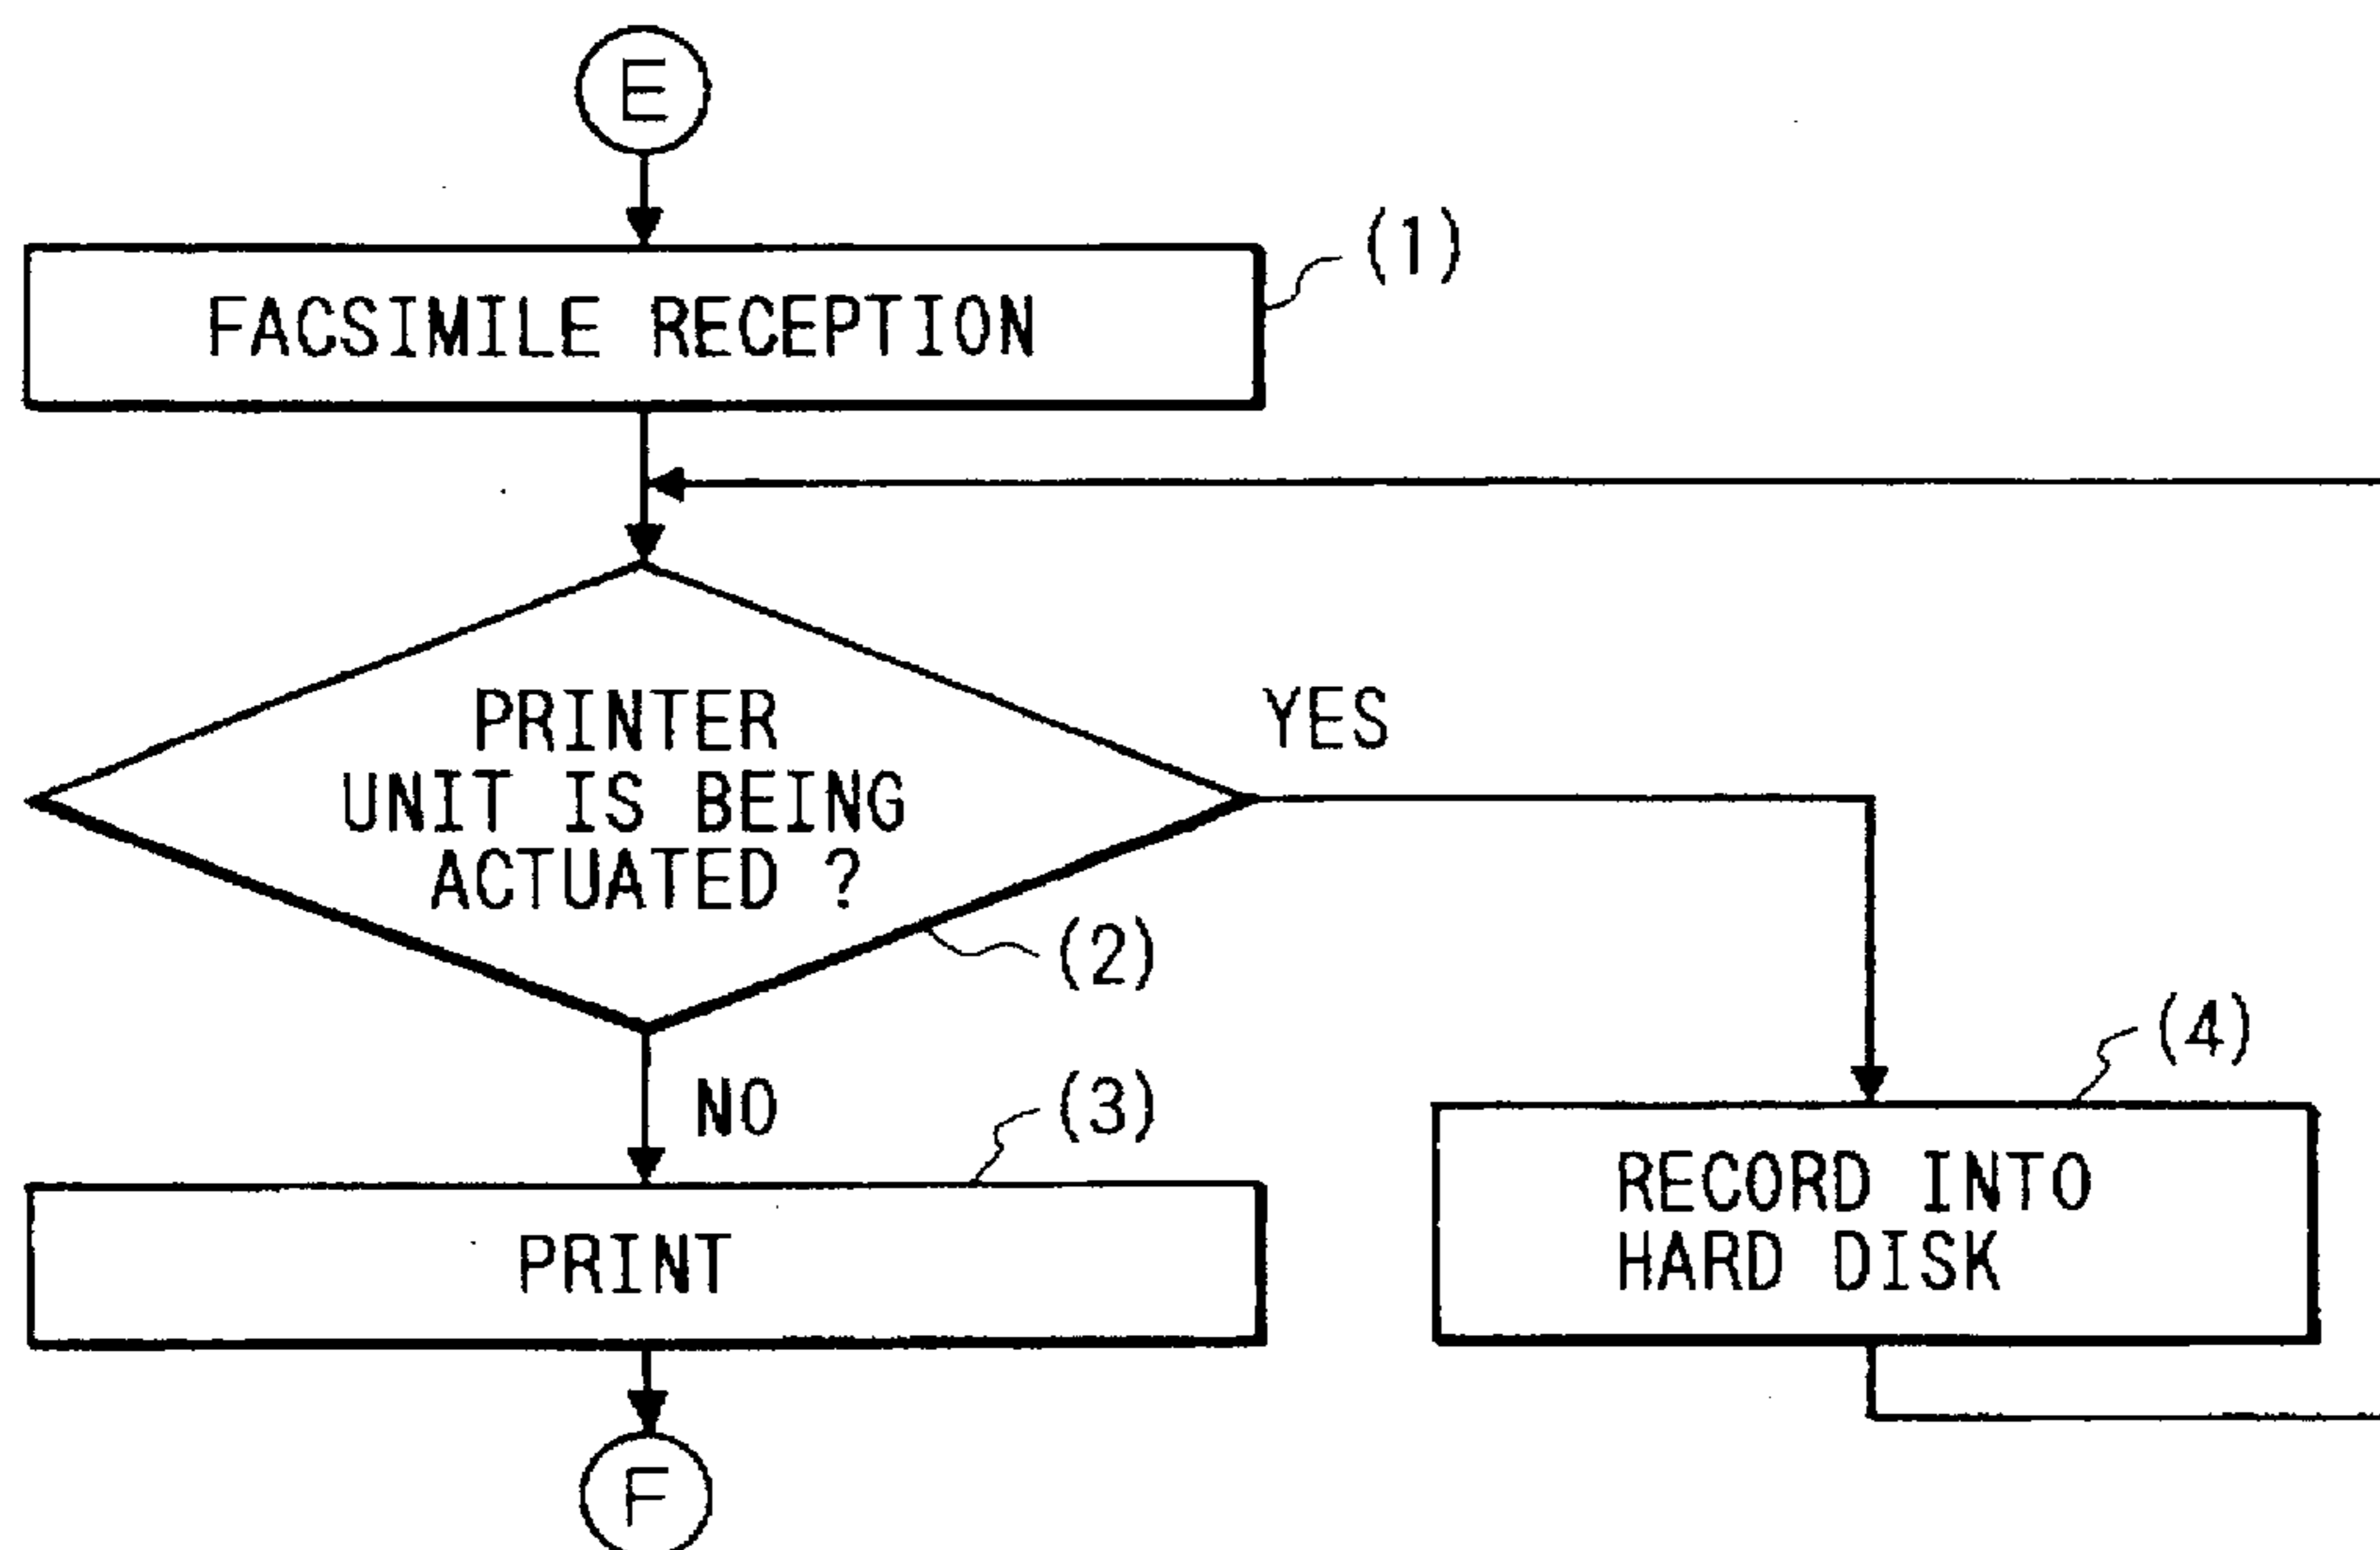 E
(1)
FACSIMILE RECEPTION
PRINTER
UNIT IS BEING
ACTUATED ?
YES
(2)
NO
(3)
PRINT
(4)
RECORD INTO
HARD DISK
F